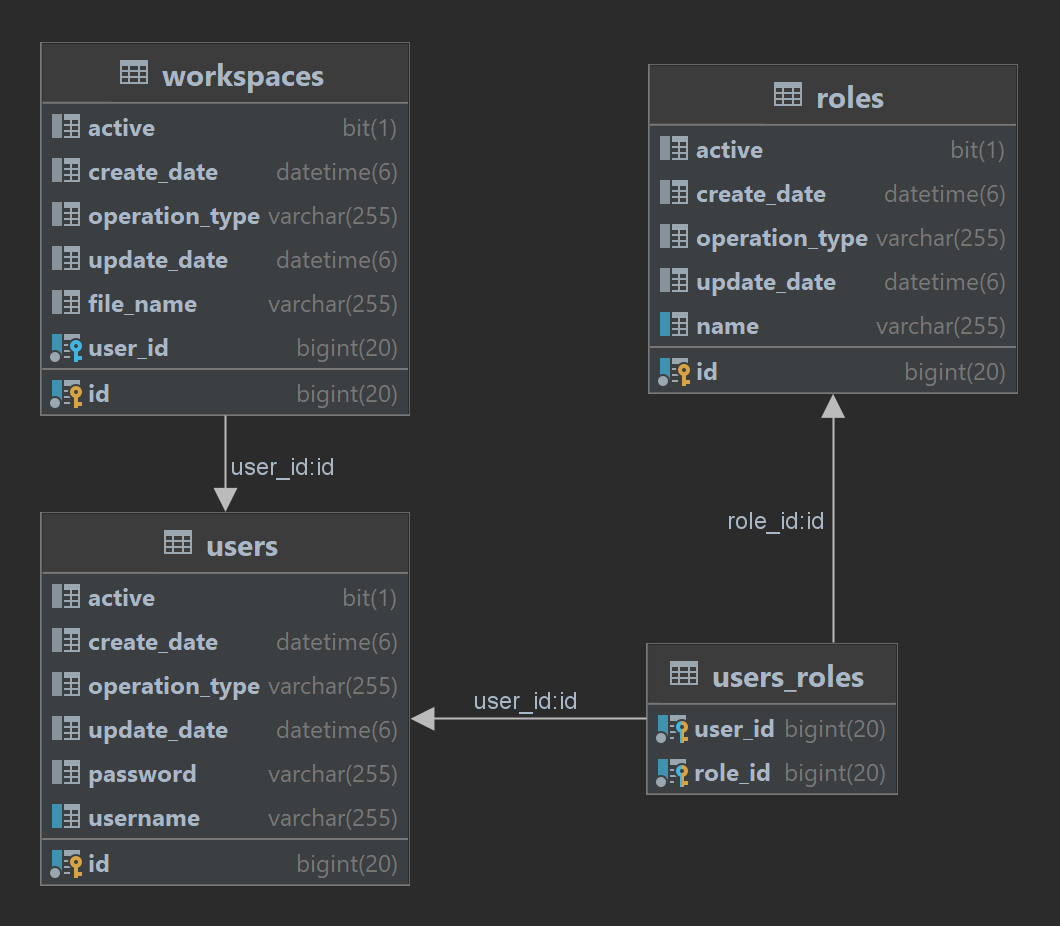 workspaces
active bit(1)
create_date datetime(6)
operation_type varchar(255)
update_date datetime(6)
file_name varchar(255)
user_id bigint(20)
id bigint(20)
user_id:id
users
active bit(1)
create_date datetime(6)
operation_type varchar(255)
update_date datetime(6)
password varchar(255)
username varchar(255)
id bigint(20)
roles
active bit(1)
create_date datetime(6)
operation_type varchar(255)
update_date datetime(6)
name varchar(255)
id bigint(20)
role_id:id
user_id:id
users_roles
user_id bigint(20)
role_id bigint(20)